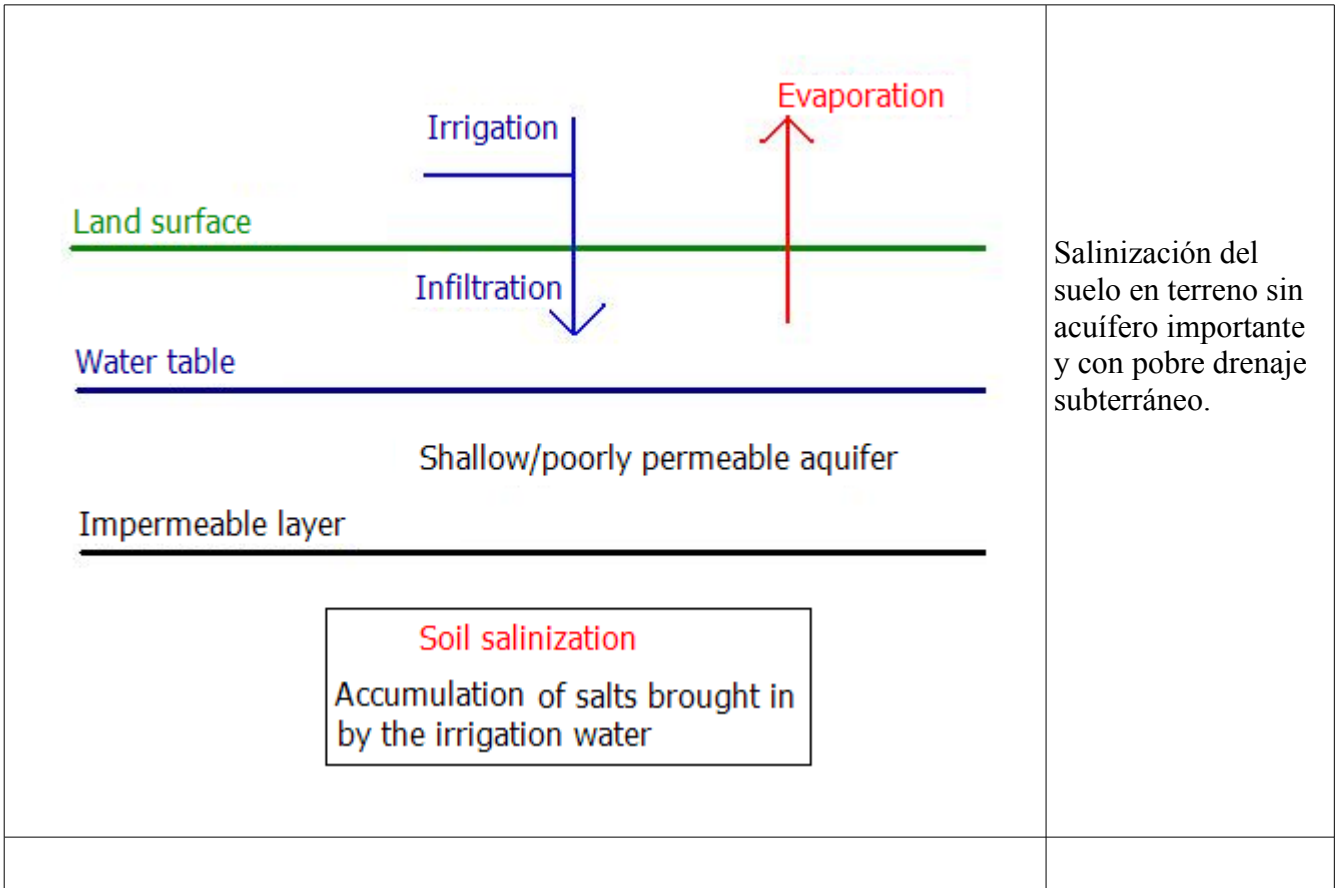 Evaporation
Irrigation
Land surface
Infiltration
Water table
Shallow/poorly permeable aquifer
Impermeable layer
Soil salinization
Accumulation of salts brought in
by the irrigation water
Salinización del
suelo en terreno sin
acuífero importante
y con pobre drenaje
subterráneo.